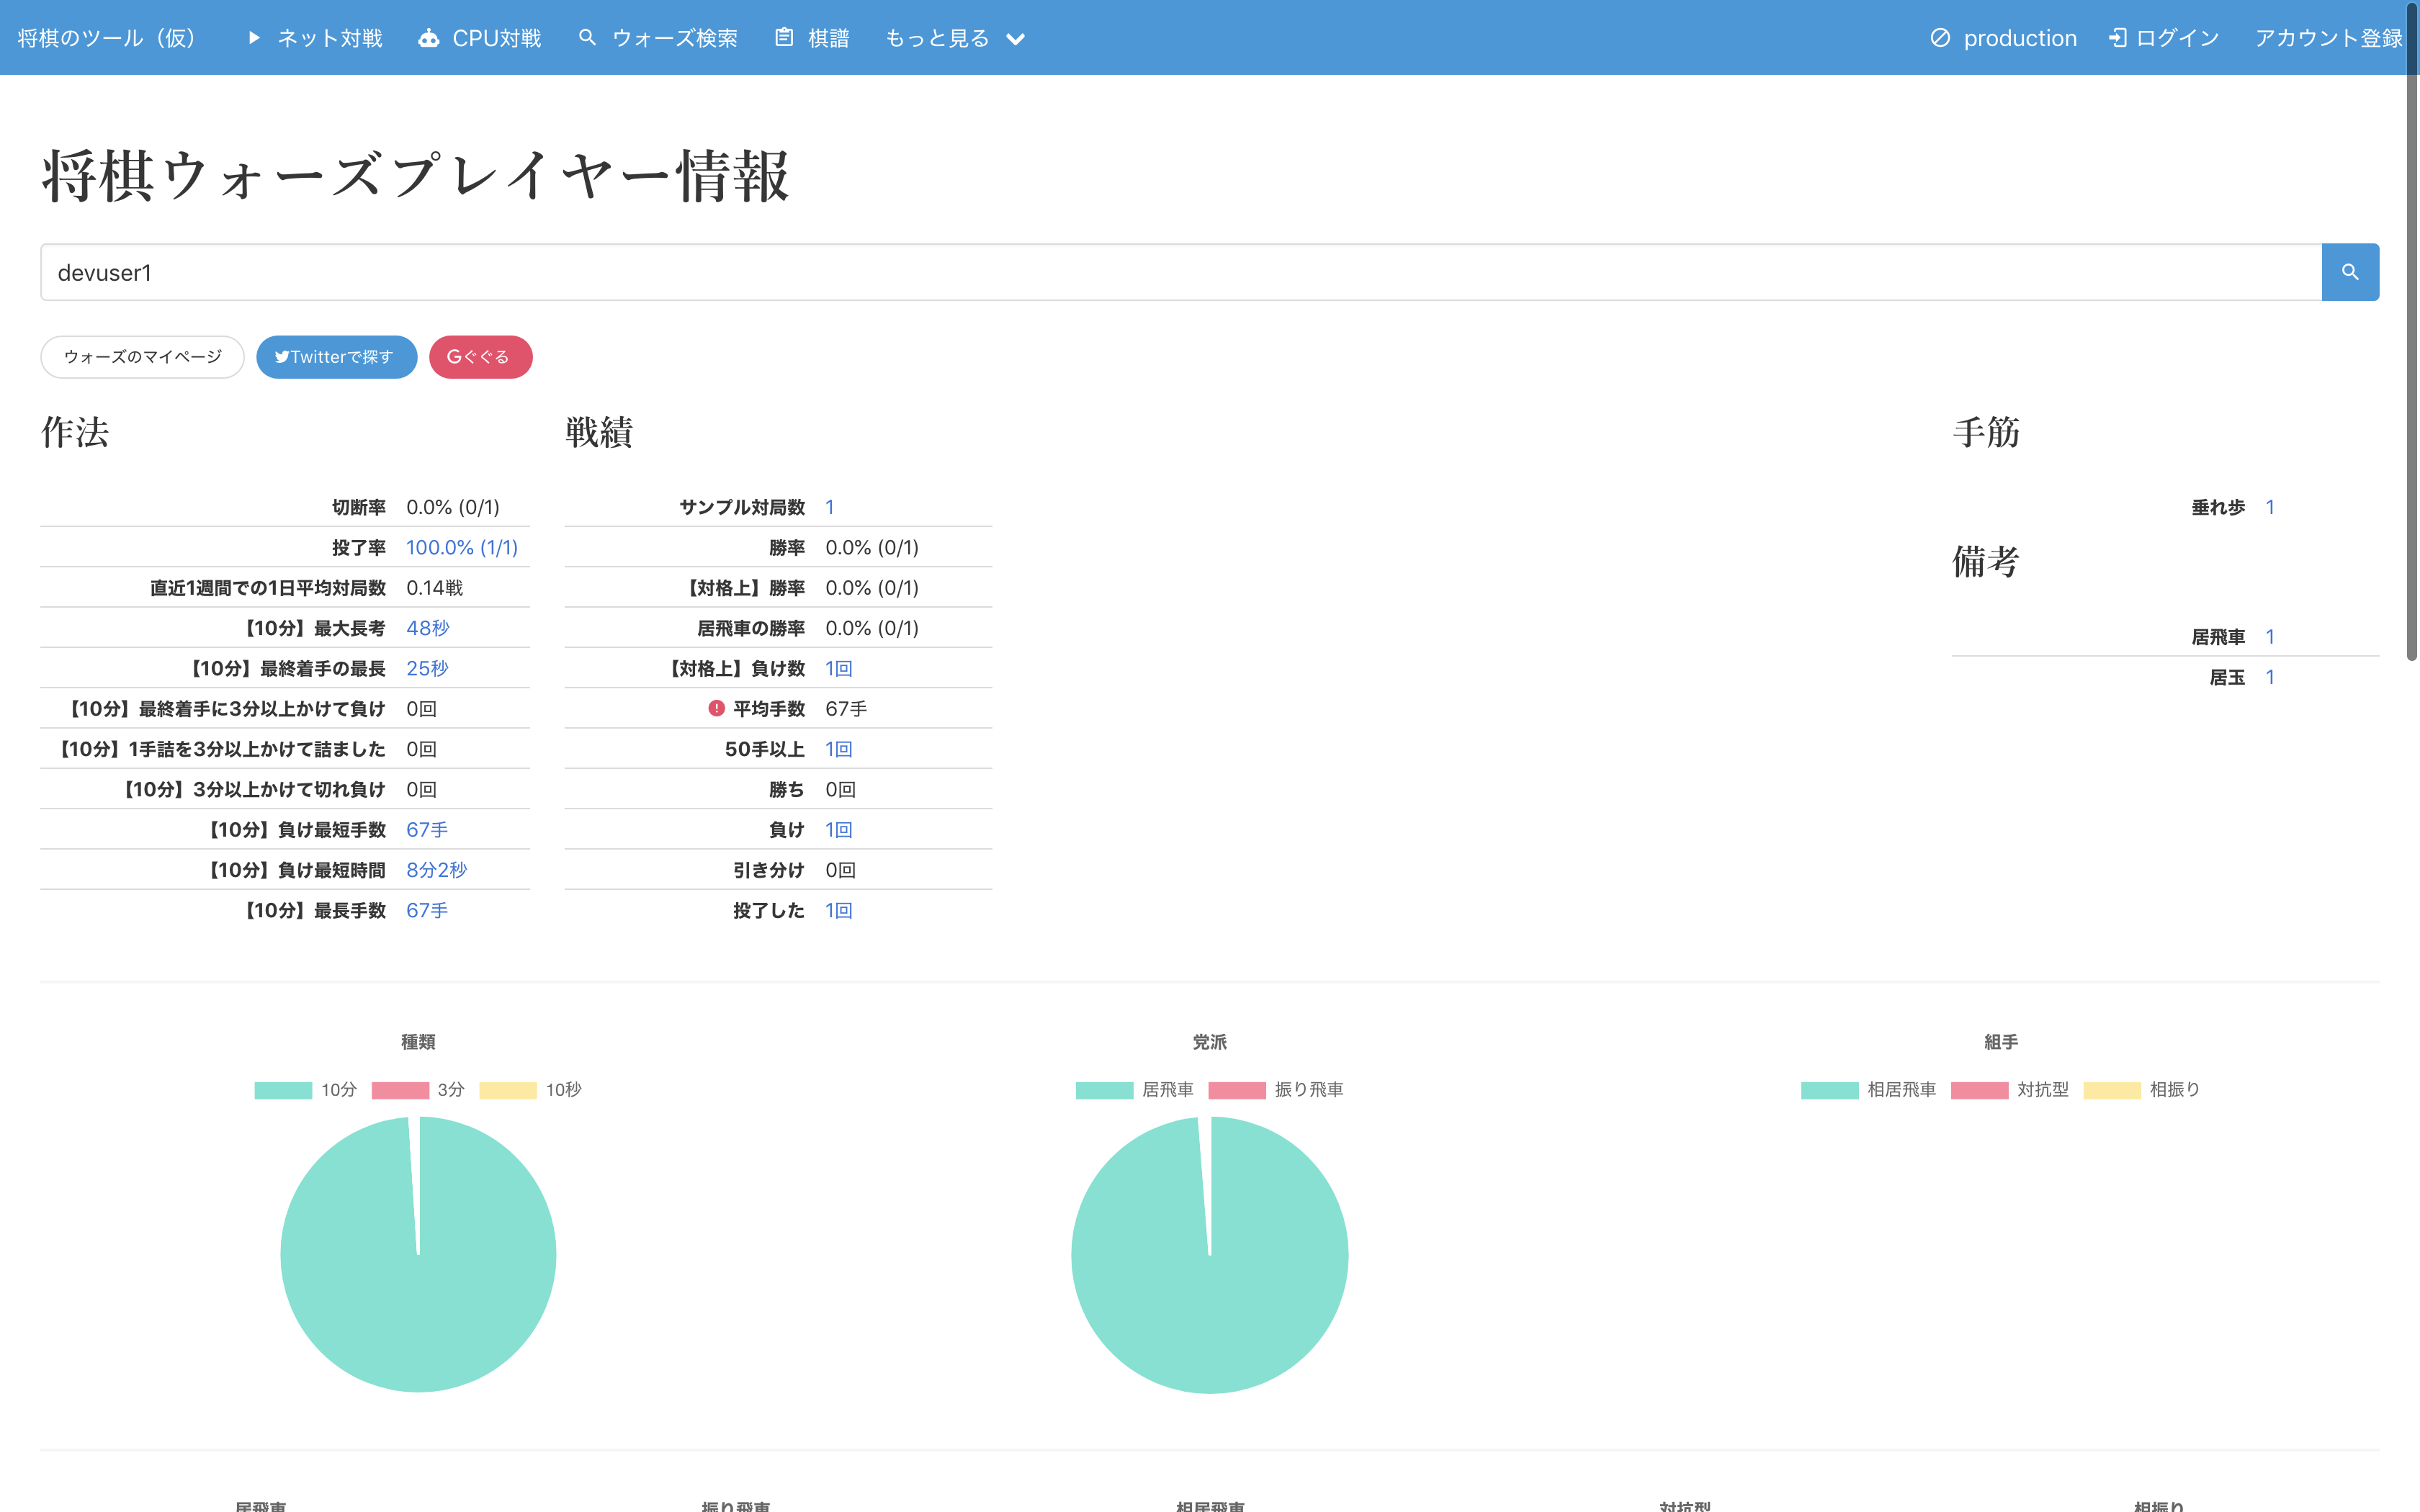 将棋のツール（仮） ネット対戦 CPU対戦 ウォーズ検索 棋譜 もっと見る production ログイン アカウント登録
将棋ウォーズプレイヤー情報
devuser1
ウォーズのマイページ Twitterで探す Gぐぐる
作法
切断率 0.0% (0/1)
投了率 100.0% (1/1)
直近1週間での1日平均対局数 0.14戦
【10分】最大長考 48秒
【10分】最終着手の最長 25秒
【10分】最終着手に3分以上かけて負け 0回
【10分】1手詰を3分以上かけて詰ました 0回
【10分】3分以上かけて切れ負け 0回
【10分】負け最短手数 67手
【10分】負け最短時間 8分2秒
【10分】最長手数 67手
戦績
サンプル対局数 1
勝率 0.0% (0/1)
【対格上】勝率 0.0% (0/1)
居飛車の勝率 0.0% (0/1)
【対格上】負け数 1回
平均手数 67手
50手以上 1回
勝ち 0回
負け 1回
引き分け 0回
投了した 1回
手筋
垂れ歩 1
備考
居飛車 1
居玉 1
種類
10分 3分 10秒
党派
居飛車 振り飛車
組手
相居飛車 対抗型 相振り
居飛車 振り飛車 相居飛車 対抗型 相振り